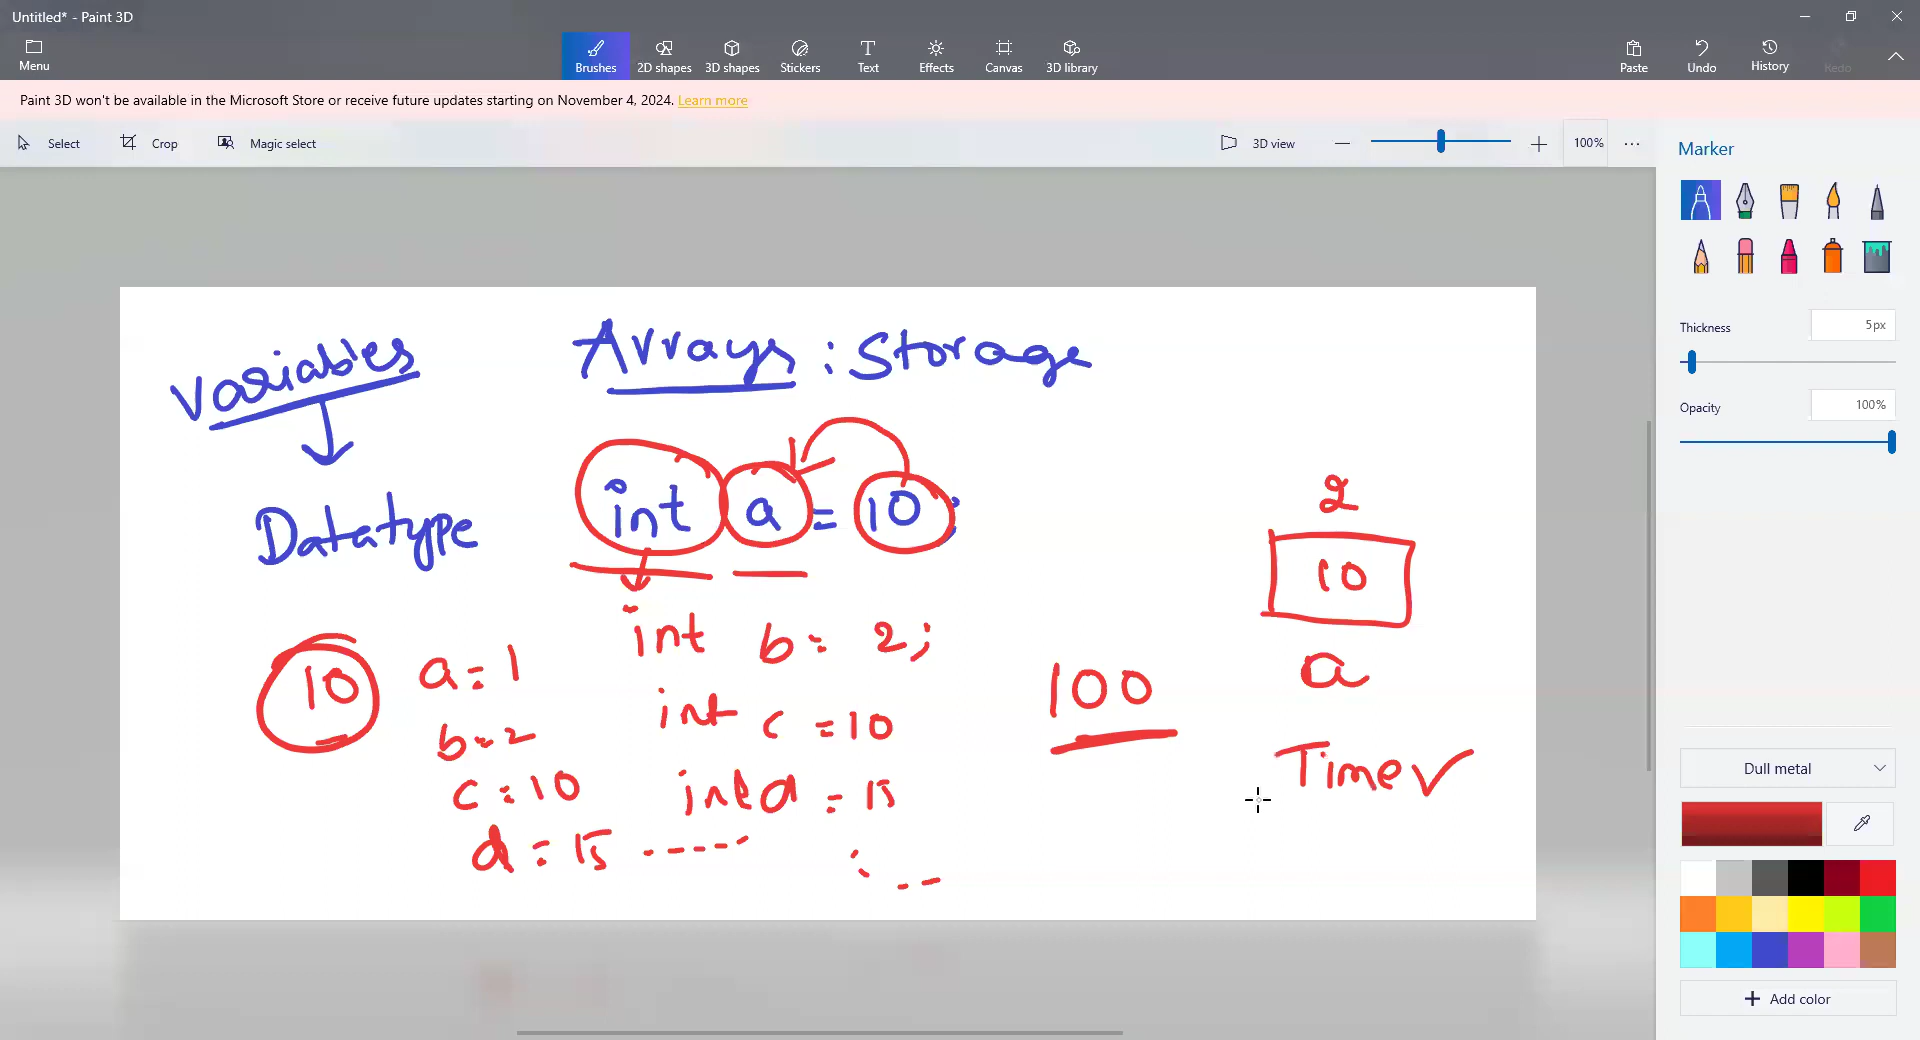 Untitled* - Paint 3D
Menu
Brushes
2D shapes
3D shapes
Stickers
Text
Effects
Canvas
3D library
Paste
Undo
History
Redo
Paint 3D won't be available in the Microsoft Store or receive future updates starting on November 4, 2024. Learn more
Select
Crop
Magic select
3D view
100%
Marker
Thickness
5px
Opacity
100%
Dull metal
Add color
Variables
Arrays : Storage
Datatype
int a = 10;
2
10
a
int b = 2;
10
a = 1
int c = 10
100
b = 2
Time
c = 10
int d = 15
d = 15 -----